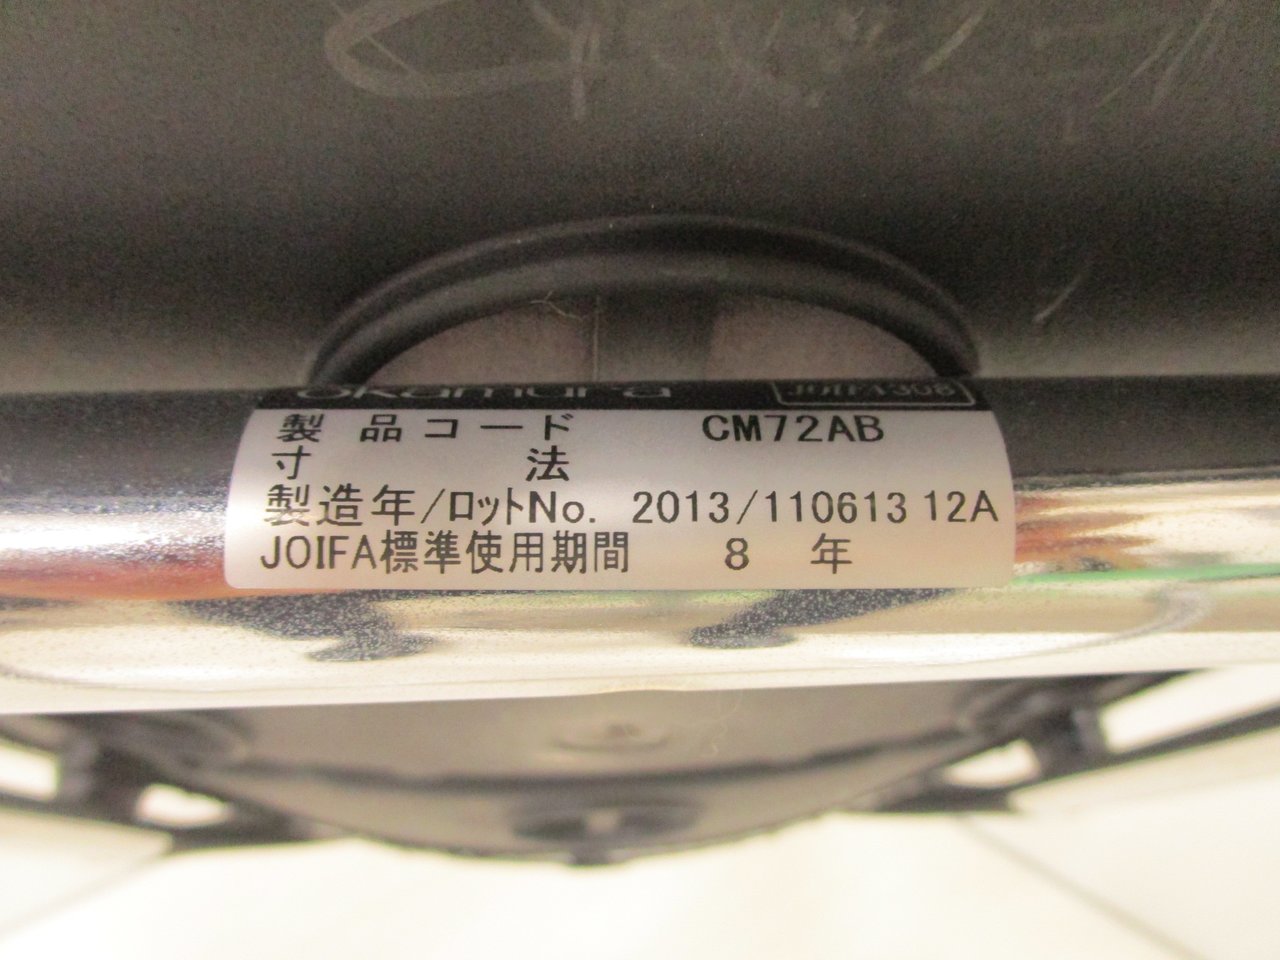 okamura JOIFA308
製品コード CM72AB
寸法
製造年/ロットNo. 2013/110613 12A
JOIFA標準使用期間 8 年